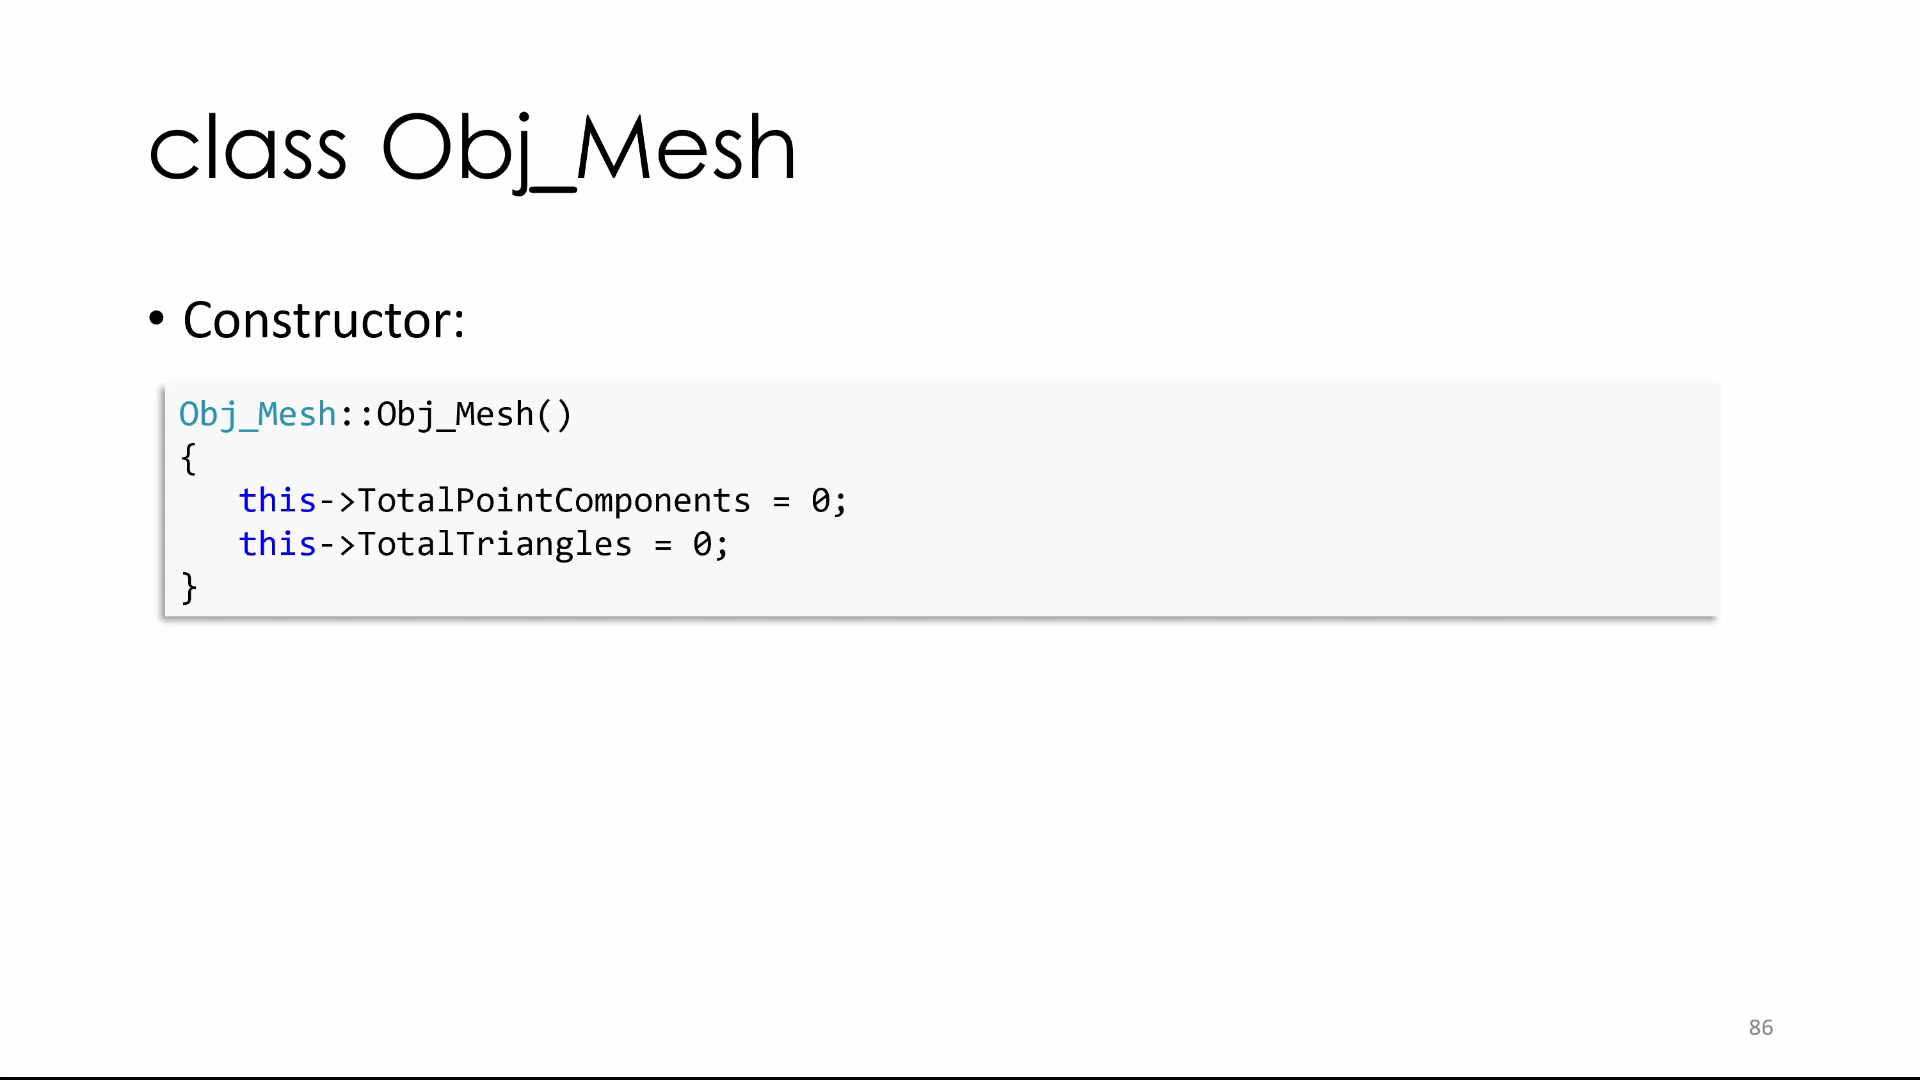 class Obj_Mesh
• Constructor:
Obj_Mesh::Obj_Mesh()
{
   this->TotalPointComponents = 0;
   this->TotalTriangles = 0;
}
86